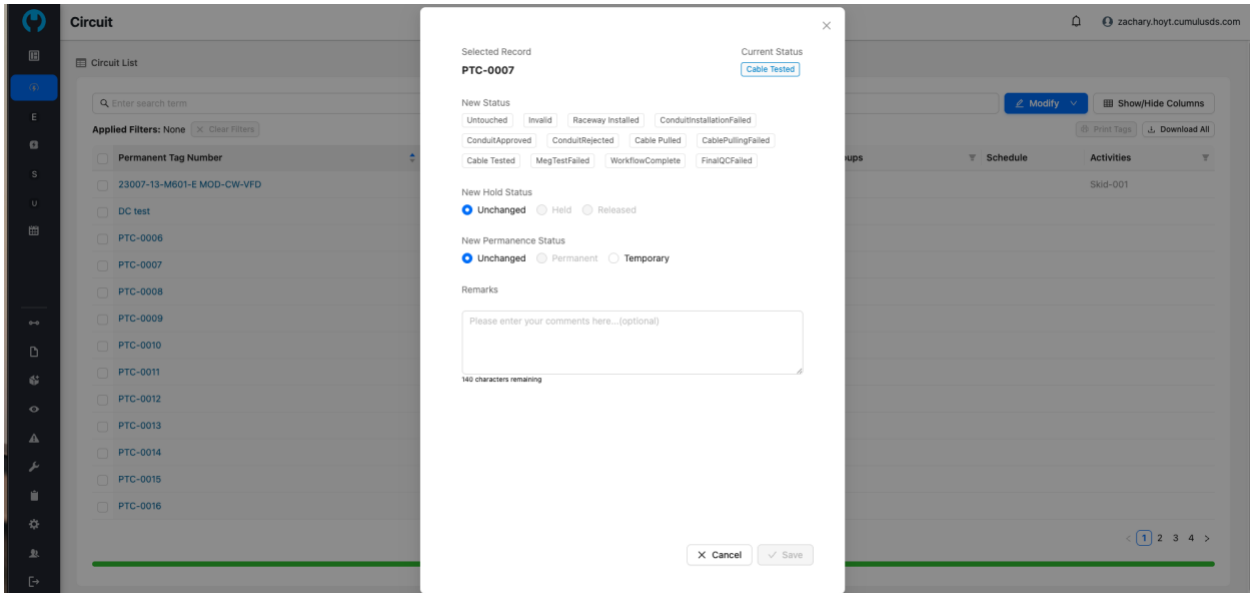 Circuit
zachary.hoyt.cumulusds.com
Circuit List
Enter search term
Modify
Show/Hide Columns
Applied Filters: None
Clear Filters
Print Tags
Download All
Permanent Tag Number
ups
Schedule
Activities
23007-13-M601-E MOD-CW-VFD
Skid-001
DC test
PTC-0006
PTC-0007
PTC-0008
PTC-0009
PTC-0010
PTC-0011
PTC-0012
PTC-0013
PTC-0014
PTC-0015
PTC-0016
1 2 3 4
E
S
U
Selected Record
Current Status
PTC-0007
Cable Tested
New Status
Untouched Invalid Raceway Installed ConduitInstallationFailed
ConduitApproved ConduitRejected Cable Pulled CablePullingFailed
Cable Tested MegTestFailed WorkflowComplete FinalQCFailed
New Hold Status
Unchanged Held Released
New Permanence Status
Unchanged Permanent Temporary
Remarks
Please enter your comments here...(optional)
140 characters remaining
Cancel
Save